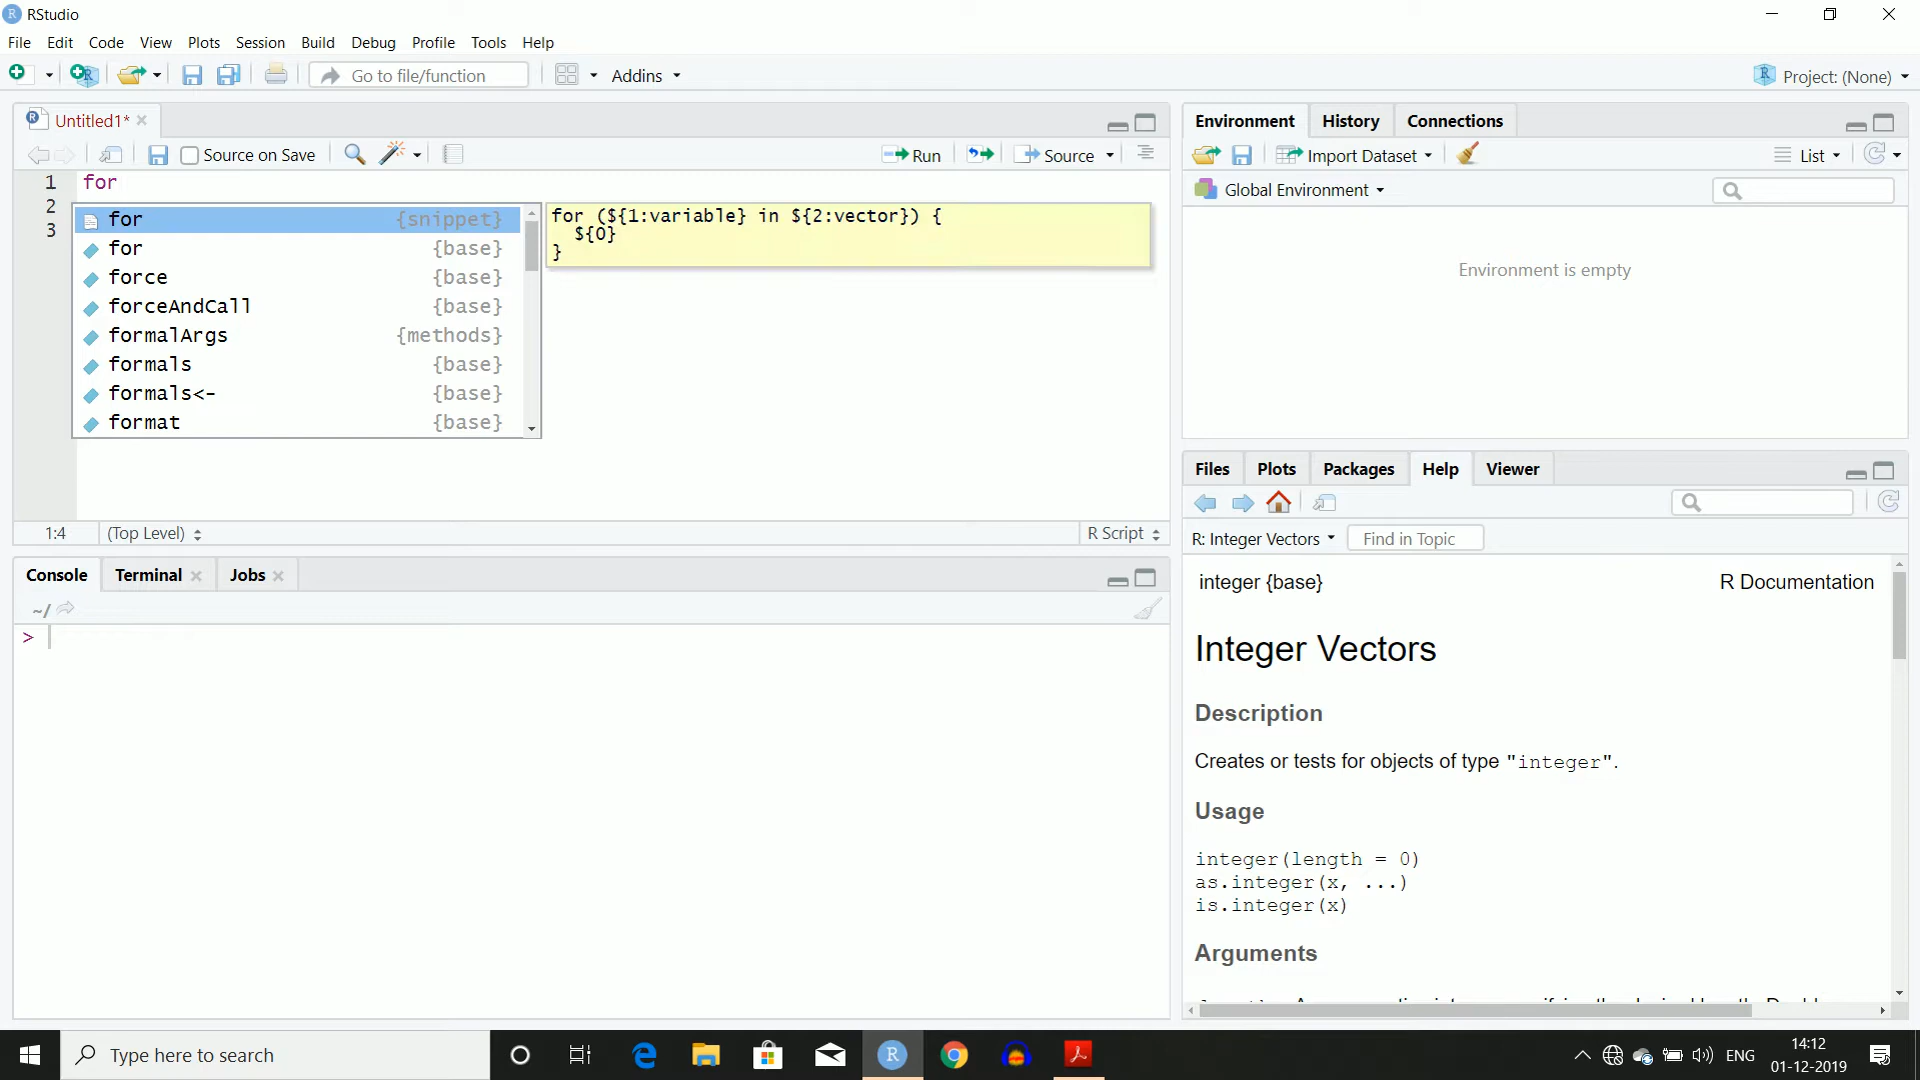 RStudio
File Edit Code View Plots Session Build Debug Profile Tools Help
Go to file/function Addins Project: (None)
Untitled1*
Source on Save Run Source
1 for
2
3
for {snippet}
for {base}
force {base}
forceAndCall {base}
formalArgs {methods}
formals {base}
formals<- {base}
format {base}
for (${1:variable} in ${2:vector}) {
${0}
}
1:4 (Top Level) R Script
Console Terminal Jobs
~/
>
Environment History Connections
Import Dataset List
Global Environment
Environment is empty
Files Plots Packages Help Viewer
R: Integer Vectors Find in Topic
integer {base} R Documentation
Integer Vectors
Description
Creates or tests for objects of type "integer".
Usage
integer(length = 0)
as.integer(x, ...)
is.integer(x)
Arguments
Type here to search
ENG
14:12
01-12-2019